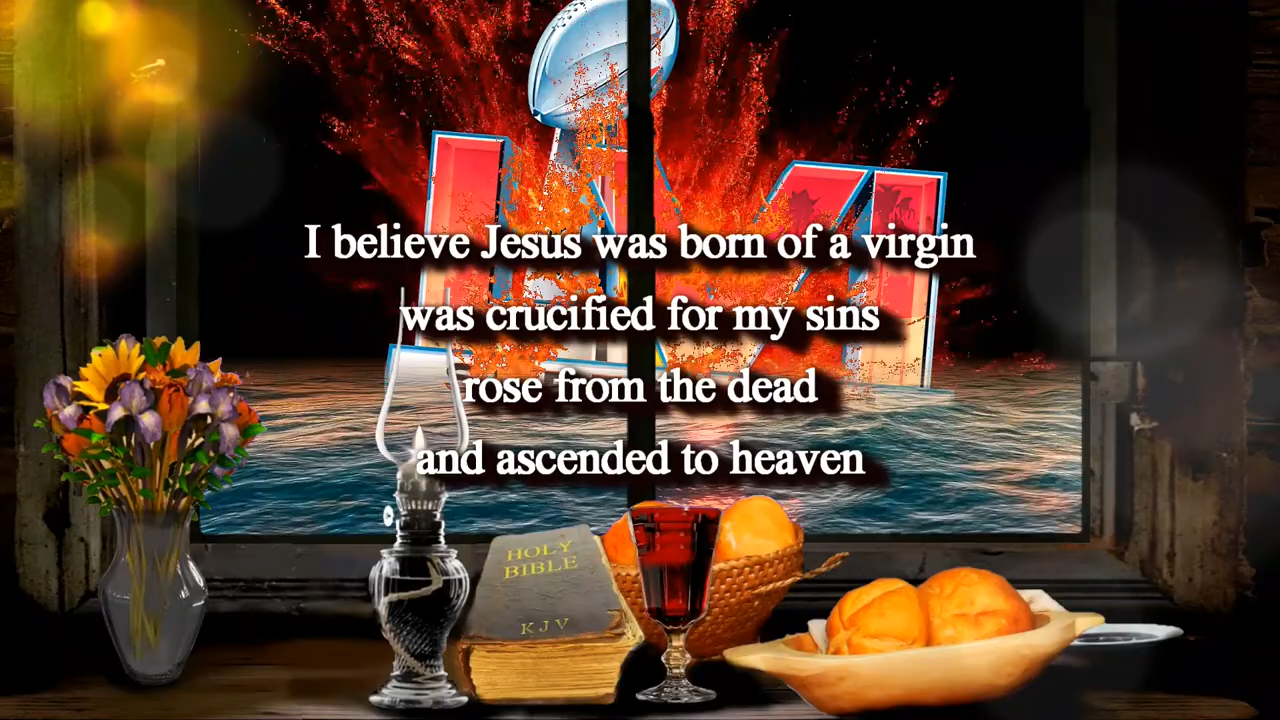 LVI
I believe Jesus was born of a virgin
was crucified for my sins
rose from the dead
and ascended to heaven
HOLY
BIBLE
KJV